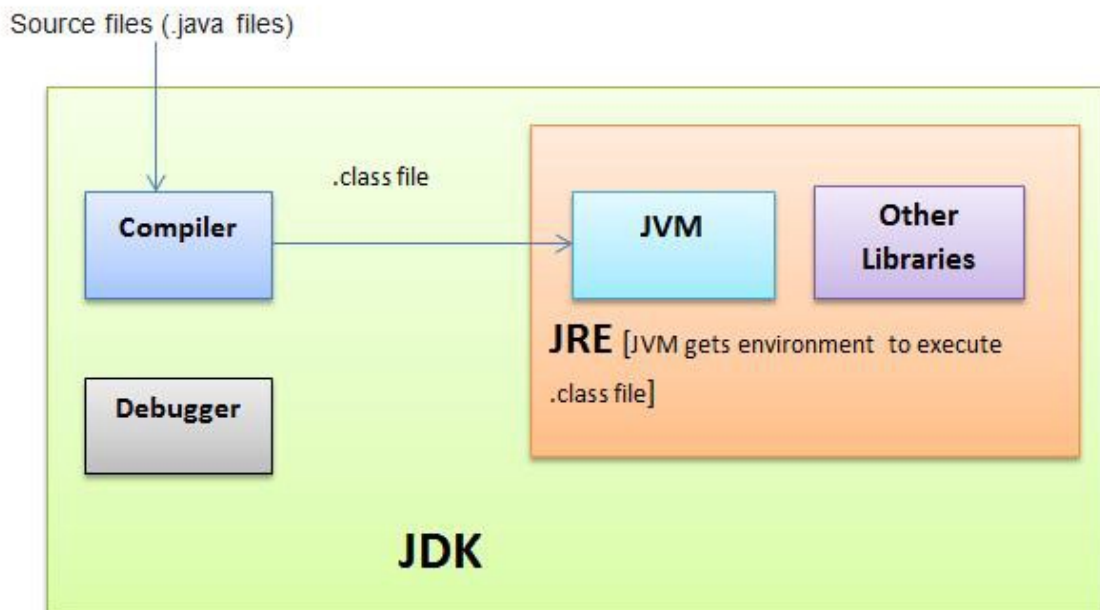 Source files (.java files)
.class file
Compiler
JVM
Other
Libraries
JRE [JVM gets environment to execute
.class file]
Debugger
JDK